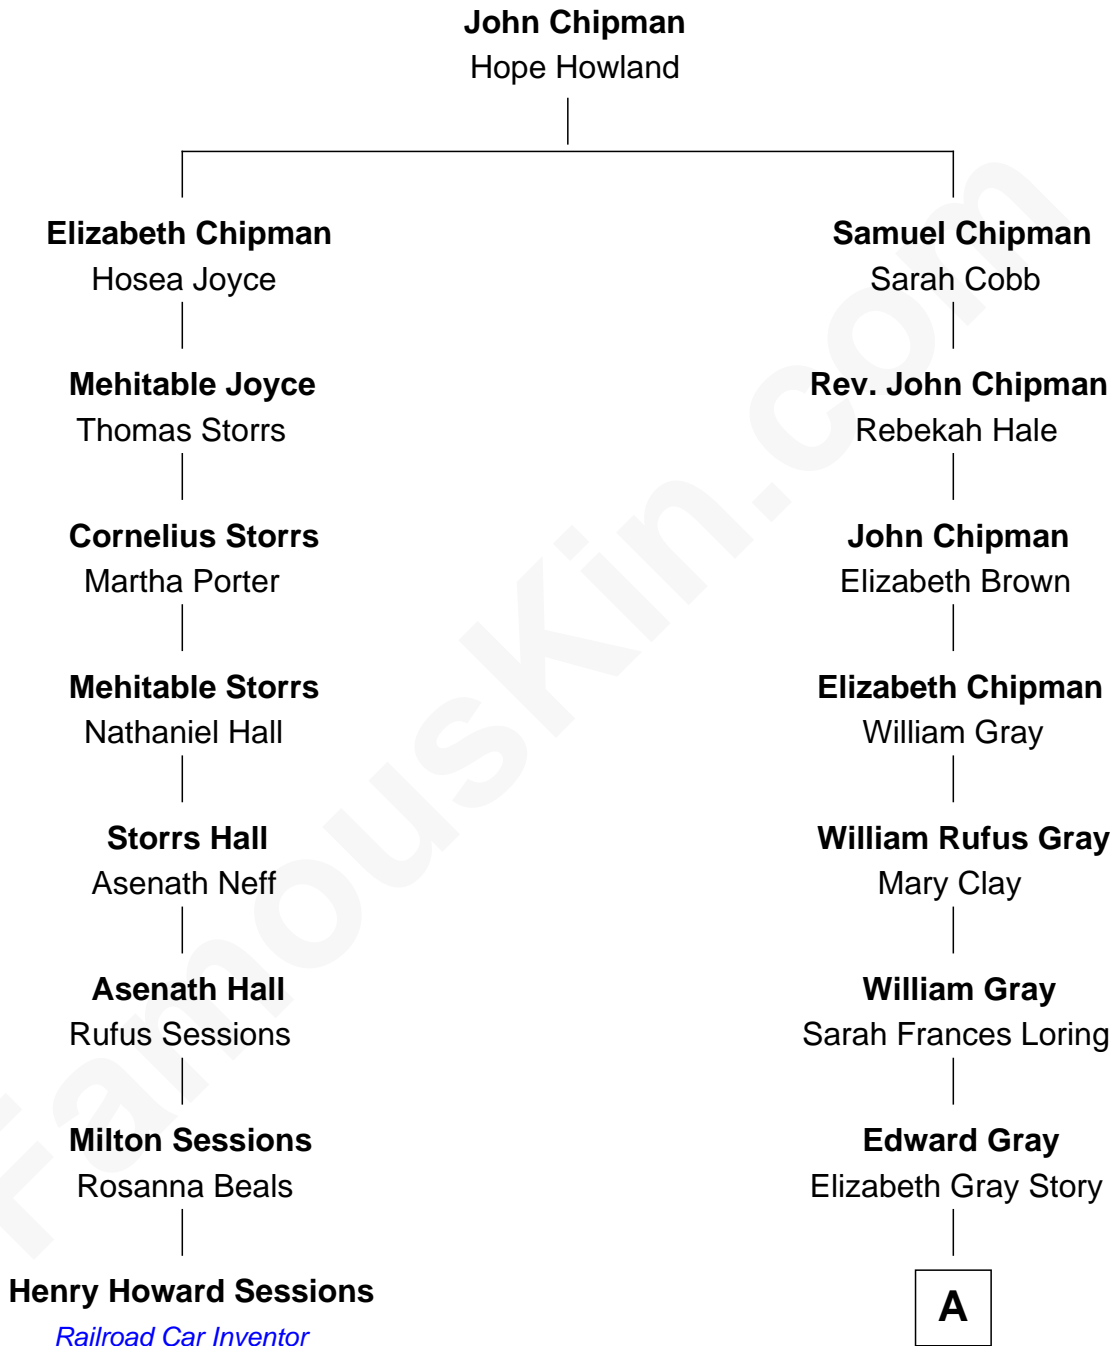 John Chipman
Hope Howland
Elizabeth Chipman
Hosea Joyce
Samuel Chipman
Sarah Cobb
Mehitable Joyce
Thomas Storrs
Rev. John Chipman
Rebekah Hale
Cornelius Storrs
Martha Porter
John Chipman
Elizabeth Brown
Mehitable Storrs
Nathaniel Hall
Elizabeth Chipman
William Gray
Storrs Hall
Asenath Neff
William Rufus Gray
Mary Clay
Asenath Hall
Rufus Sessions
William Gray
Sarah Frances Loring
Milton Sessions
Rosanna Beals
Edward Gray
Elizabeth Gray Story
Henry Howard Sessions
Railroad Car Inventor
A
FamousKin.com